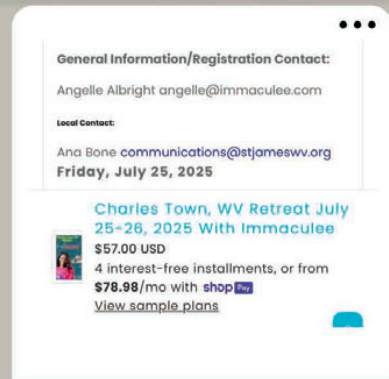 General Information/Registration Contact:
Angelle Albright angelle@immaculee.com
Local Contact:
Ana Bone communications@stjameswv.org
Friday, July 25, 2025
Charles Town, WV Retreat July
25-26, 2025 With Immaculee
$57.00 USD
4 interest-free installments, or from
$78.98/mo with shop Pay
View sample plans